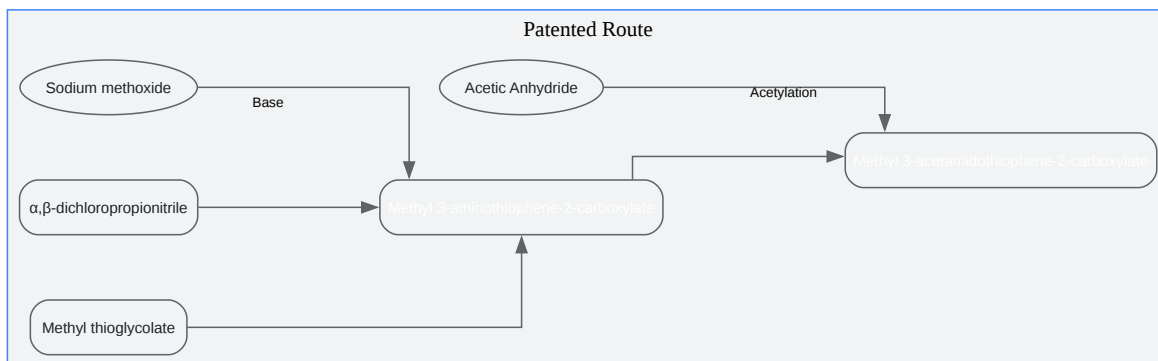 Patented Route
Sodium methoxide
Acetic Anhydride
Base
Acetylation
Methyl 3-acetamidothiophene-2-carboxylate
α,β-dichloropropionitrile
Methyl 3-aminothiophene-2-carboxylate
Methyl thioglycolate